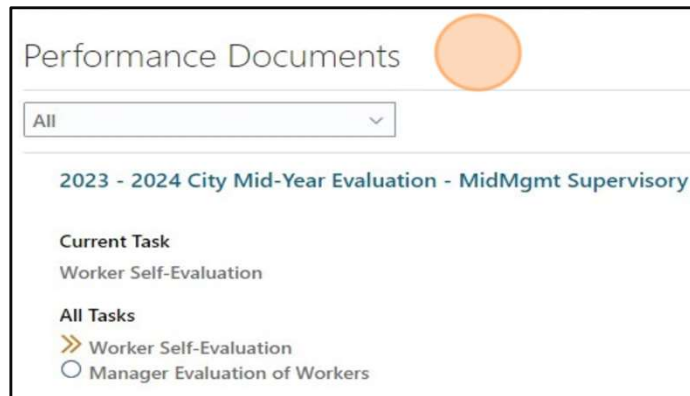 Performance Documents
All
2023 - 2024 City Mid-Year Evaluation - MidMgmt Supervisory
Current Task
Worker Self-Evaluation
All Tasks
Worker Self-Evaluation
Manager Evaluation of Workers